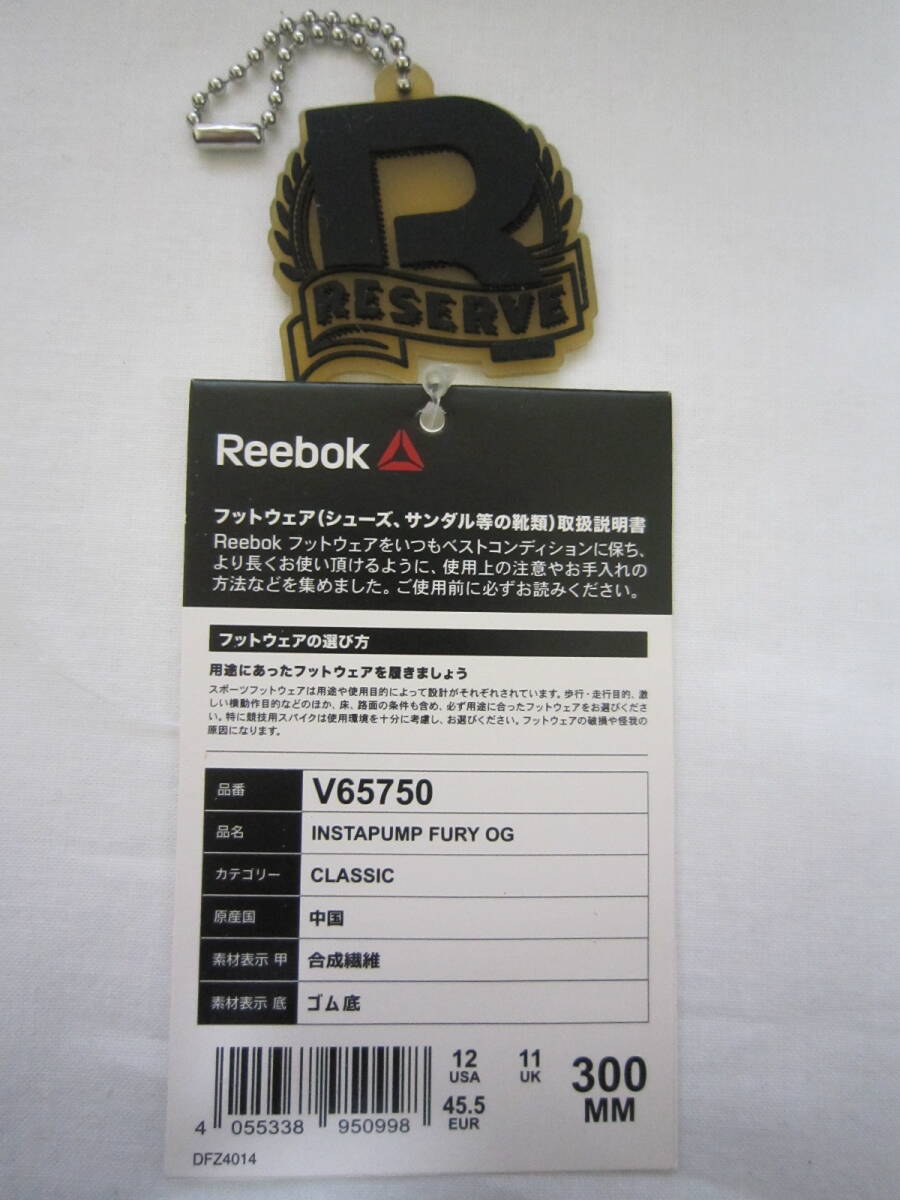 R
RESERVE
Reebok
フットウェア(シューズ、サンダル等の靴類)取扱説明書
Reebok フットウェアをいつもベストコンディションに保ち、
より長くお使い頂けるように、使用上の注意やお手入れの
方法などを集めました。ご使用前に必ずお読みください。
フットウェアの選び方
用途にあったフットウェアを履きましょう
スポーツフットウェアは用途や使用目的によって設計がそれぞれされています。歩行・走行目的、激
しい横動作目的などのほか、床、路面の条件も含め、必ず用途に合ったフットウェアをお選びくださ
い。特に競技用スパイクは使用環境を十分に考慮し、お選びください。フットウェアの破損や怪我の
原因になります。
品番 V65750
品名 INSTAPUMP FURY OG
カテゴリー CLASSIC
原産国 中国
素材表示 甲 合成繊維
素材表示 底 ゴム底
12 USA 11 UK 300 MM
45.5 EUR
4 055338 950998
DFZ4014